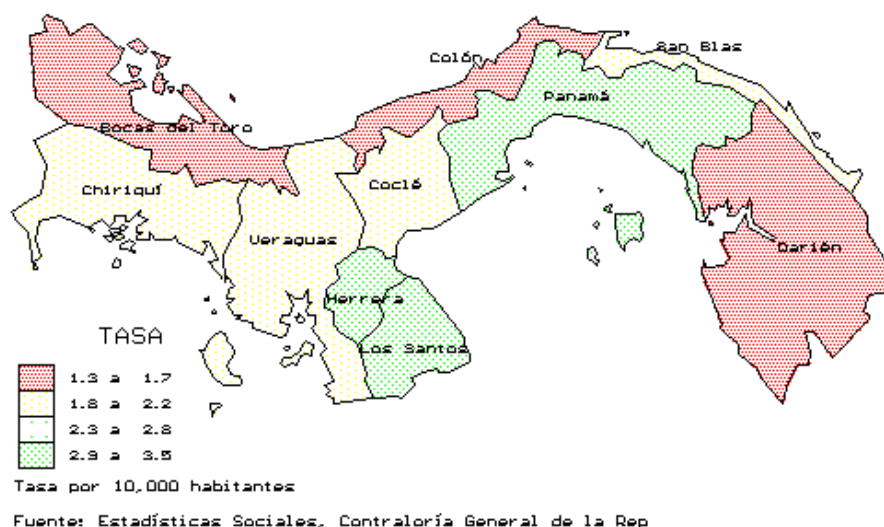 San Blas
Colón
Panamá
Bocas del Toro
Chiriquí
Coclé
Veraguas
Darién
Herrera
Los Santos
TASA
1.3 a 1.7
1.8 a 2.2
2.3 a 2.8
2.9 a 3.5
Tasa por 10,000 habitantes
Fuente: Estadísticas Sociales. Contraloría General de la Rep